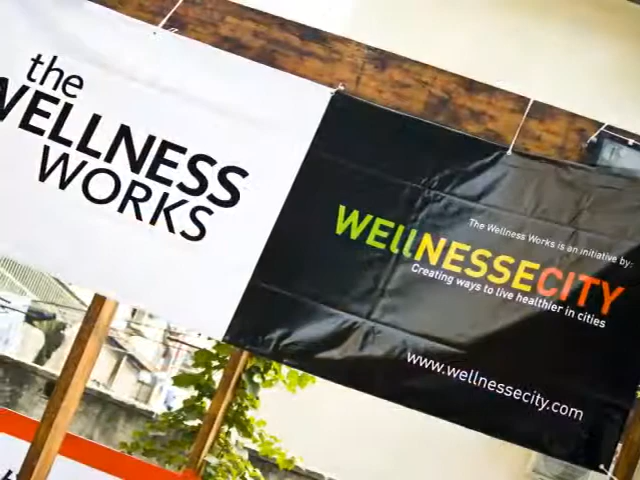 the
WELLNESS
WORKS
The Wellness Works is an initiative by:
WEllNESSECITY
Creating ways to live healthier in cities
www.wellnessecity.com